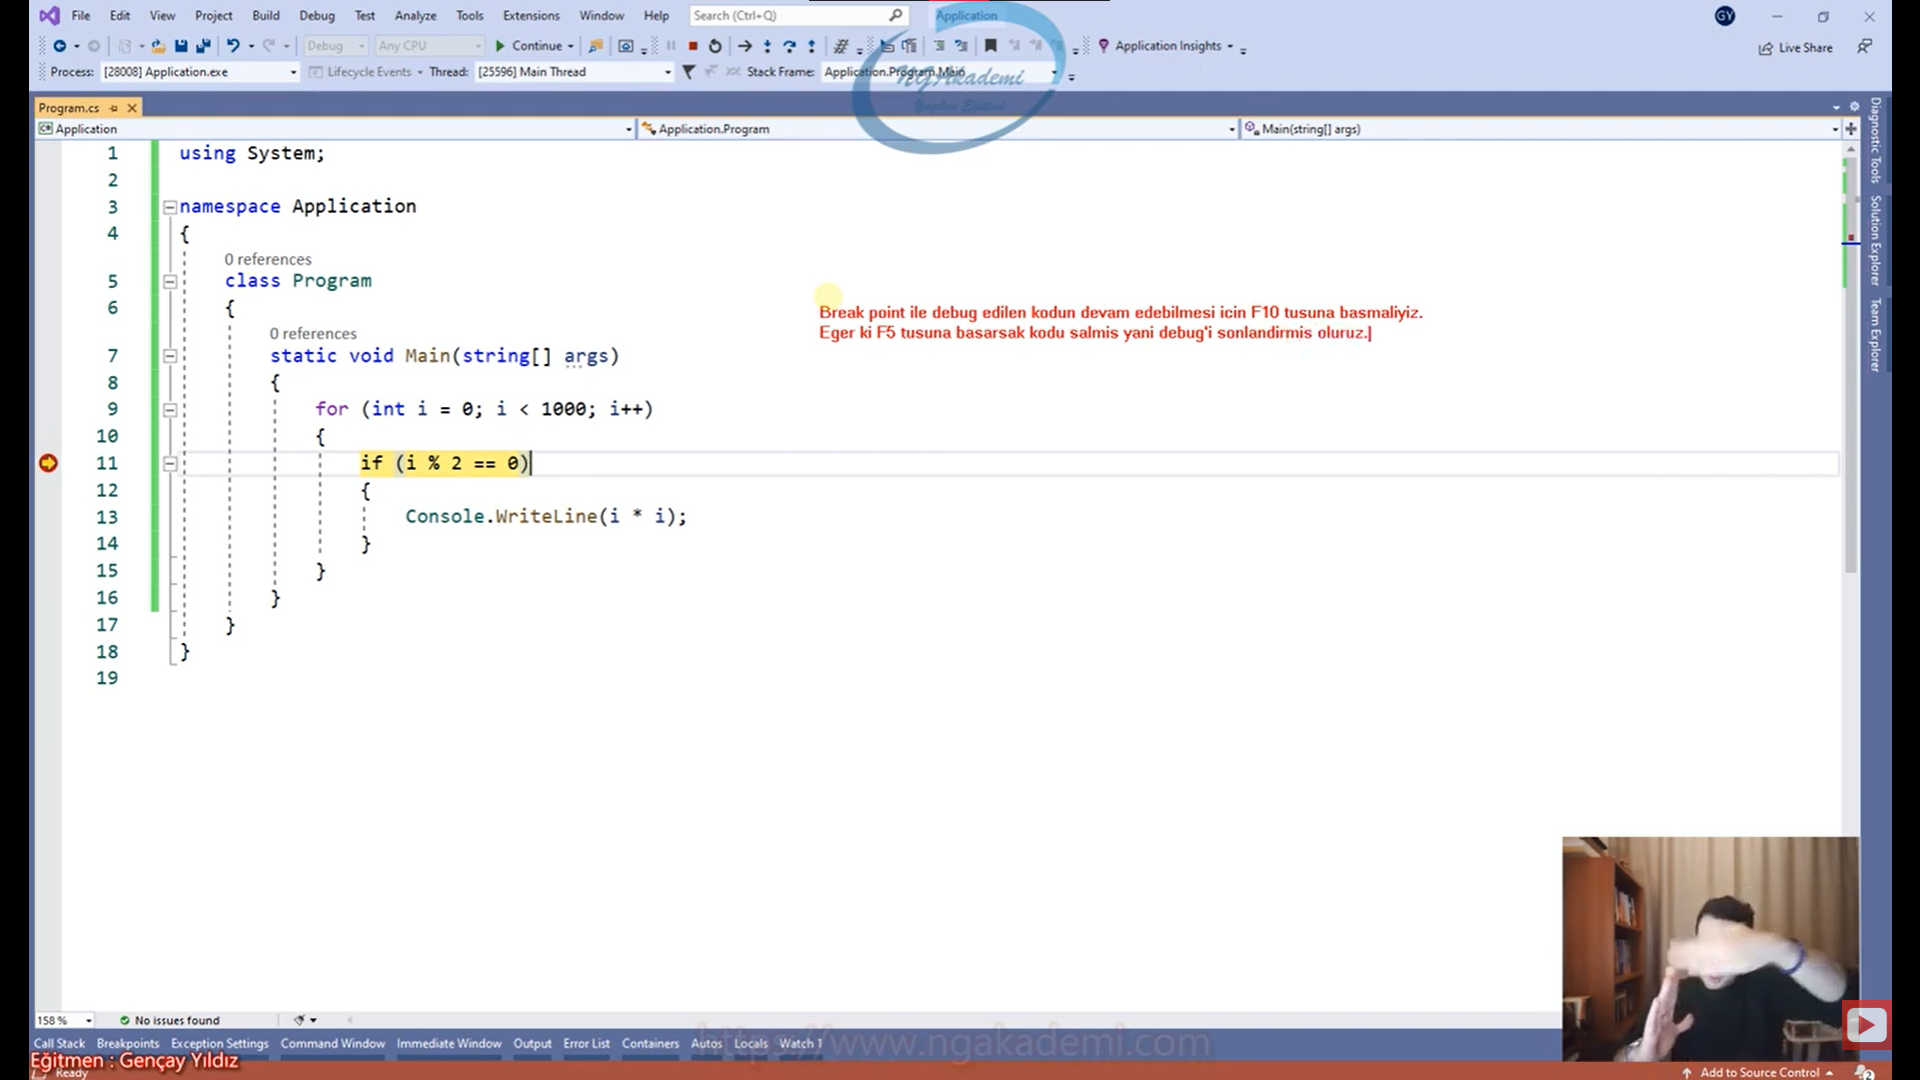 File Edit View Project Build Debug Test Analyze Tools Extensions Window Help Search (Ctrl+Q) Application GY
Debug Any CPU Continue Application Insights Live Share
Process: [28008] Application.exe Lifecycle Events Thread: [25596] Main Thread Stack Frame: Application.Program.Main
NGAkademi
Yazılım Eğitimi
Program.cs
Application Application.Program Main(string[] args)
Diagnostic Tools
Solution Explorer
Team Explorer
1 using System;
2
3 namespace Application
4 {
0 references
5 class Program
6 {
0 references
7 static void Main(string[] args)
8 {
9 for (int i = 0; i < 1000; i++)
10 {
11 if (i % 2 == 0)
12 {
13 Console.WriteLine(i * i);
14 }
15 }
16 }
17 }
18 }
19
Break point ile debug edilen kodun devam edebilmesi icin F10 tusuna basmaliyiz.
Eger ki F5 tusuna basarsak kodu salmis yani debug'i sonlandirmis oluruz.
158 % No issues found
Call Stack Breakpoints Exception Settings Command Window Immediate Window Output Error List Containers Autos Locals Watch 1
https://www.ngakademi.com
Eğitmen : Gençay Yıldız
Ready Add to Source Control 2